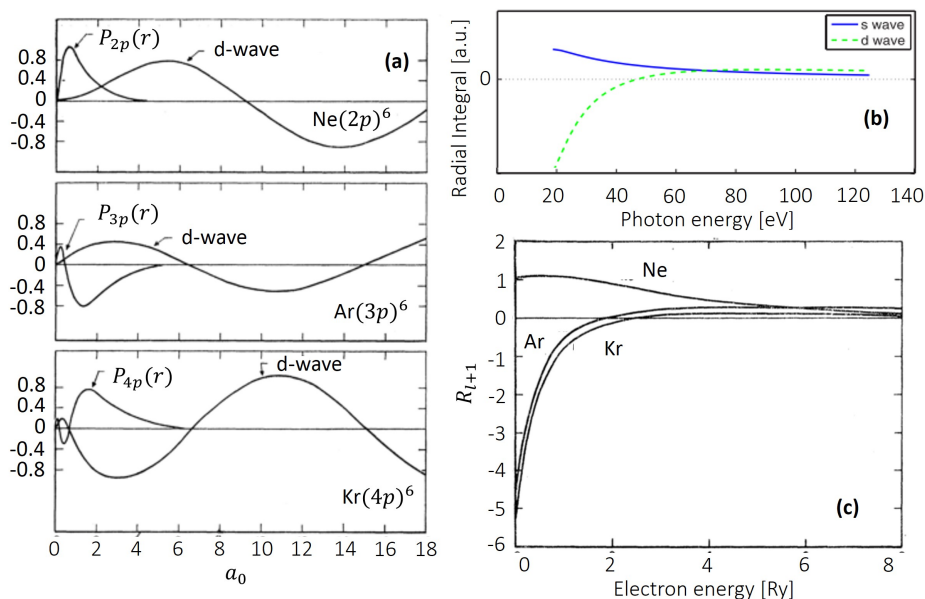 P2p(r)
d-wave
(a)
0.8
0.4
0
-0.4
-0.8
Ne(2p)⁶
P3p(r)
d-wave
0.8
0.4
0
-0.4
-0.8
Ar(3p)⁶
P4p(r)
d-wave
0.8
0.4
0
-0.4
-0.8
Kr(4p)⁶
0 2 4 6 8 10 12 14 16 18
a₀
Radial Integral [a.u.]
0
s wave
d wave
(b)
0 20 40 60 80 100 120 140
Photon energy [eV]
2
1
0
-1
-2
-3
-4
-5
-6
Rl+1
Ne
Ar
Kr
(c)
0 2 4 6 8
Electron energy [Ry]